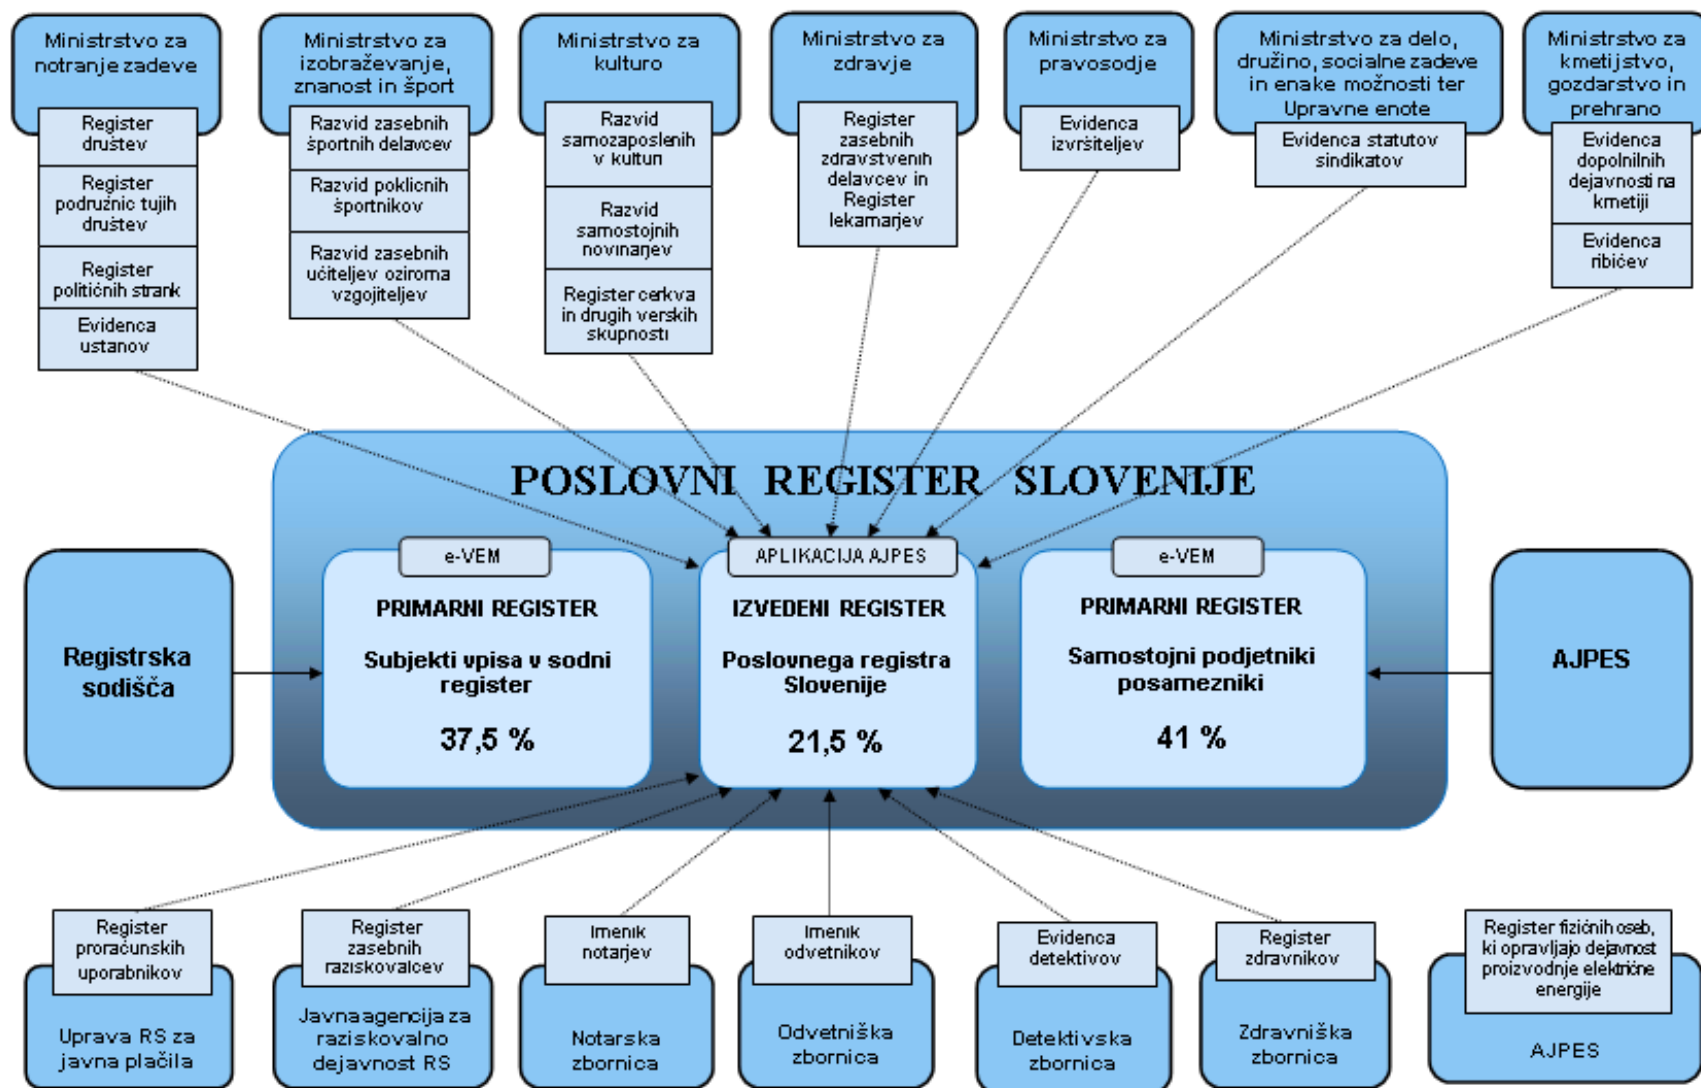 Ministrstvo za
notranje zadeve
Register
društev
Register
podružnic tujih
društev
Register
političnih strank
Evidenca
ustanov
Ministrstvo za
izobraževanje,
znanost in šport
Razvid zasebnih
športnih delavcev
Razvid poklicnih
športnikov
Razvid zasebnih
učiteljev oziroma
vzgojiteljev
Ministrstvo za
kulturo
Razvid
samozaposlenih
v kulturi
Razvid
samostojnih
novinarjev
Register cerkva
in drugih verskih
skupnosti
Ministrstvo za
zdravje
Register
zasebnih
zdravstvenih
delavcev in
Register
lekarnarjev
Ministrstvo za
pravosodje
Evidenca
izvršiteljev
Ministrstvo za delo,
družino, socialne zadeve
in enake možnosti ter
Upravne enote
Evidenca statutov
sindikatov
Ministrstvo za
kmetijstvo,
gozdarstvo in
prehrano
Evidenca
dopolnilnih
dejavnosti na
kmetiji
Evidenca
ribičev
POSLOVNI REGISTER SLOVENIJE
Registrska
sodišča
e-VEM
PRIMARNI REGISTER
Subjekti vpisa v sodni
register
37,5 %
APLIKACIJA AJPES
IZVEDENI REGISTER
Poslovnega registra
Slovenije
21,5 %
e-VEM
PRIMARNI REGISTER
Samostojni podjetniki
posamezniki
41 %
AJPES
Register
proračunskih
uporabnikov
Uprava RS za
javna plačila
Register
zasebnih
raziskovalcev
Javna agencija za
raziskovalno
dejavnost RS
Imenik
notarjev
Notarska
zbornica
Imenik
odvetnikov
Odvetniška
zbornica
Evidenca
detektivov
Detektivska
zbornica
Register
zdravnikov
Zdravniška
zbornica
Register fizičnih oseb,
ki opravljajo dejavnost
proizvodnje električne
energije
AJPES